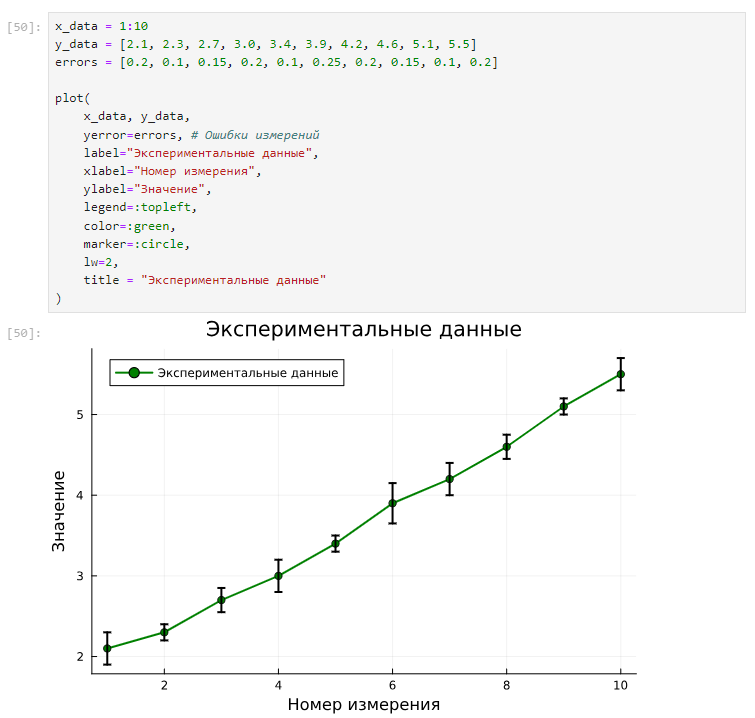 [50]:
x_data = 1:10
y_data = [2.1, 2.3, 2.7, 3.0, 3.4, 3.9, 4.2, 4.6, 5.1, 5.5]
errors = [0.2, 0.1, 0.15, 0.2, 0.1, 0.25, 0.2, 0.15, 0.1, 0.2]

plot(
    x_data, y_data,
    yerror=errors, # Ошибки измерений
    label="Экспериментальные данные",
    xlabel="Номер измерения",
    ylabel="Значение",
    legend=:topleft,
    color=:green,
    marker=:circle,
    lw=2,
    title = "Экспериментальные данные"
)
[50]:
Экспериментальные данные
Экспериментальные данные
Значение
5
4
3
2
2 4 6 8 10
Номер измерения